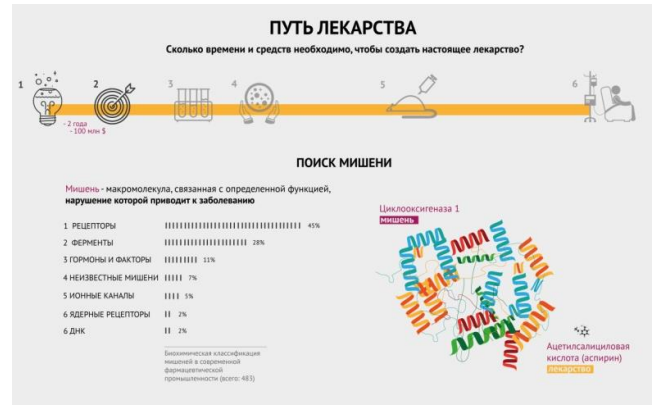 ПУТЬ ЛЕКАРСТВА
Сколько времени и средств необходимо, чтобы создать настоящее лекарство?
1 2 3 4 5 6
- 2 года
- 100 млн $
ПОИСК МИШЕНИ
Мишень - макромолекула, связанная с определенной функцией,
нарушение которой приводит к заболеванию
1 РЕЦЕПТОРЫ 45%
2 ФЕРМЕНТЫ 28%
3 ГОРМОНЫ И ФАКТОРЫ 11%
4 НЕИЗВЕСТНЫЕ МИШЕНИ 7%
5 ИОННЫЕ КАНАЛЫ 5%
6 ЯДЕРНЫЕ РЕЦЕПТОРЫ 2%
6 ДНК 2%
Биохимическая классификация
мишеней в современной
фармацевтической
промышленности (всего: 483)
Циклооксигеназа 1
мишень
Ацетилсалициловая
кислота (аспирин)
лекарство